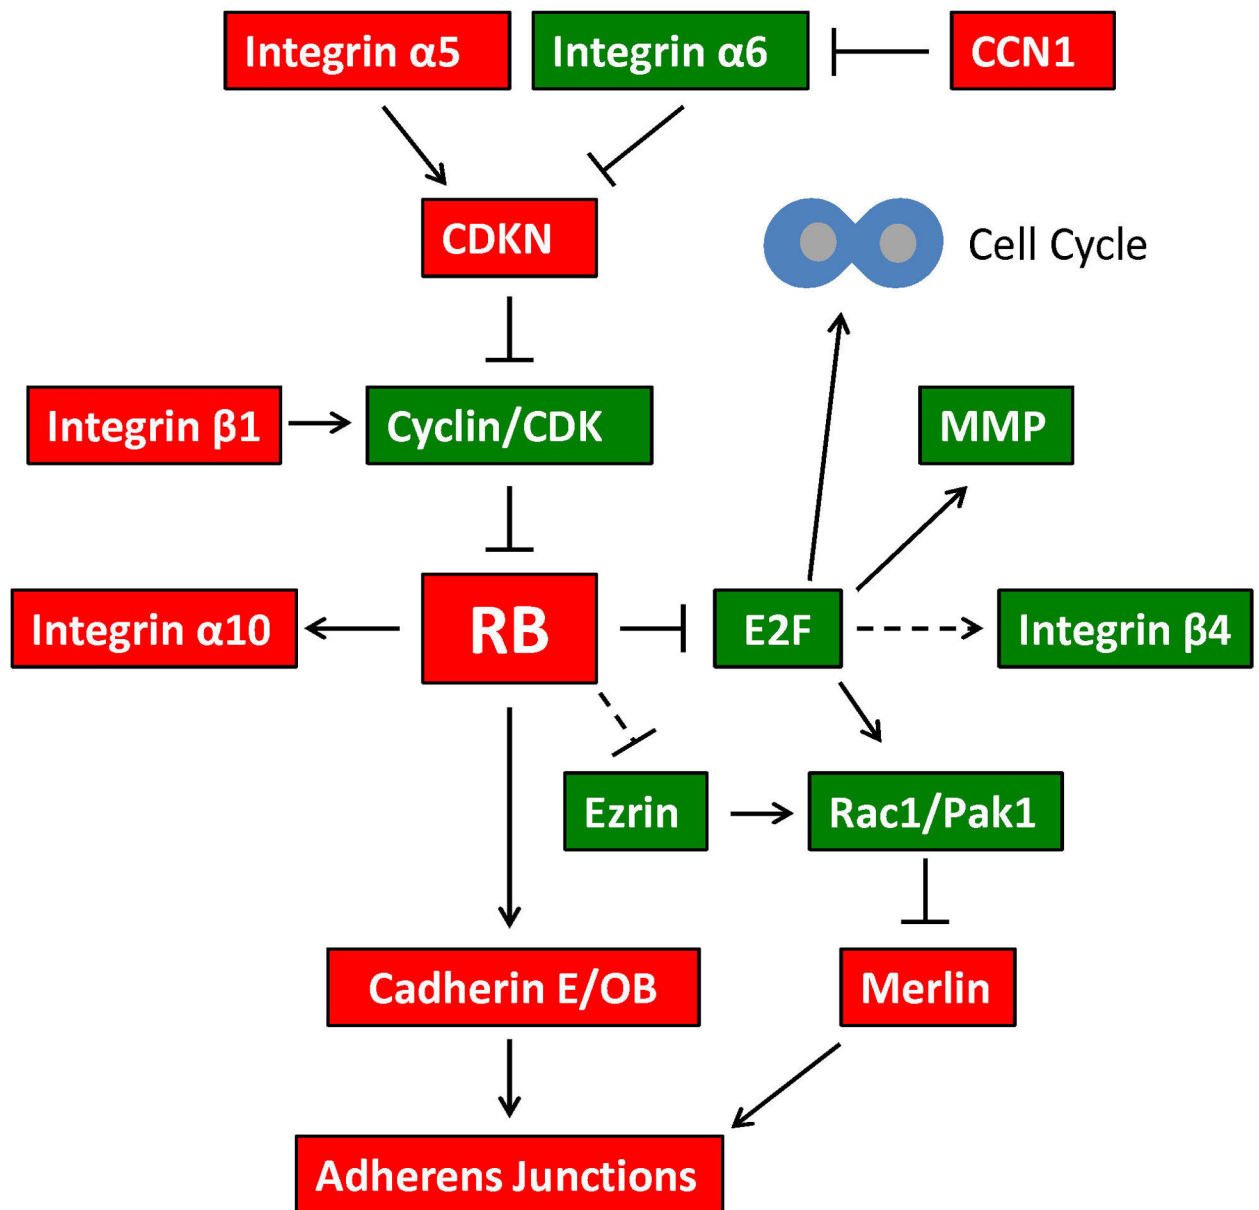 Integrin α5
Integrin α6
CCN1
CDKN
Cell Cycle
Integrin β1
Cyclin/CDK
MMP
Integrin α10
RB
E2F
Integrin β4
Ezrin
Rac1/Pak1
Cadherin E/OB
Merlin
Adherens Junctions